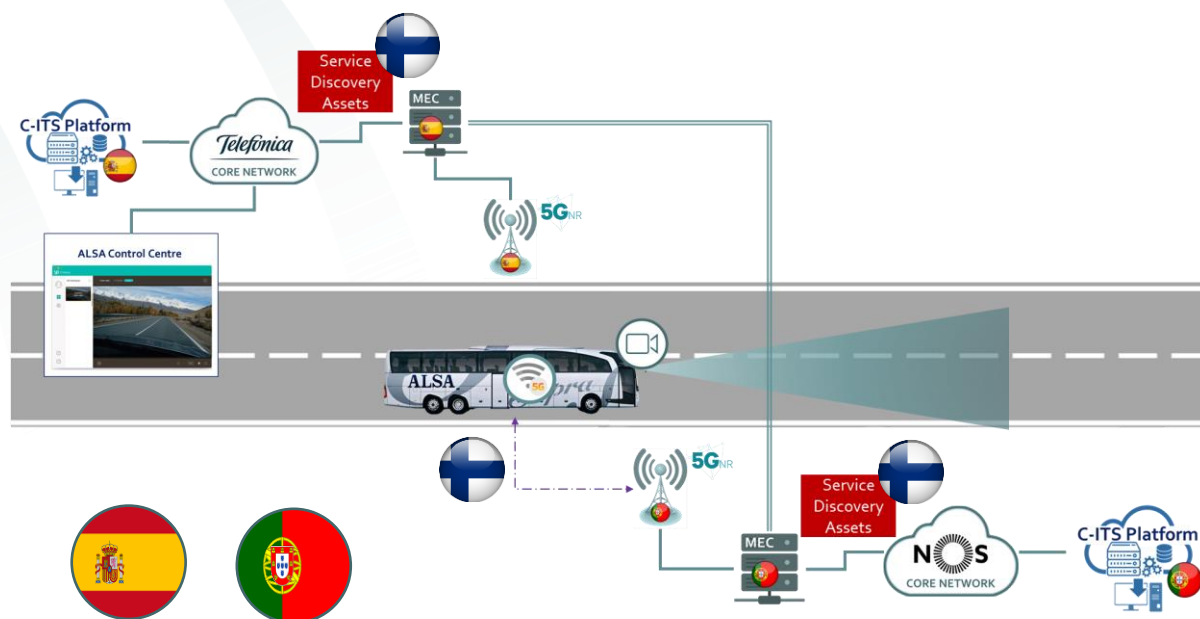 Service
Discovery
Assets
MEC
C-ITS Platform
Telefónica
CORE NETWORK
5G NR
ALSA Control Centre
ALSA
5G
5G NR
Service
Discovery
Assets
MEC
NOS
CORE NETWORK
C-ITS Platform